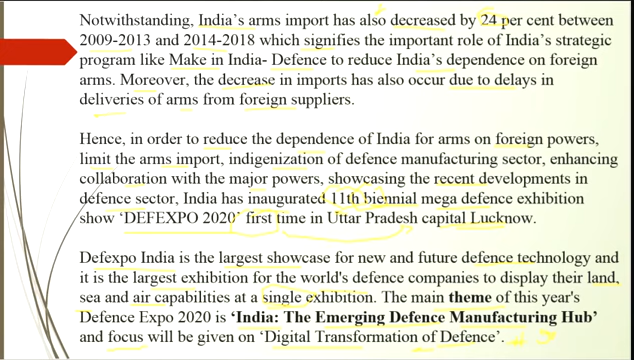 Notwithstanding, India's arms import has also decreased by 24 per cent between
2009-2013 and 2014-2018 which signifies the important role of India's strategic
program like Make in India- Defence to reduce India's dependence on foreign
arms. Moreover, the decrease in imports has also occur due to delays in
deliveries of arms from foreign suppliers.
Hence, in order to reduce the dependence of India for arms on foreign powers,
limit the arms import, indigenization of defence manufacturing sector, enhancing
collaboration with the major powers, showcasing the recent developments in
defence sector, India has inaugurated 11th biennial mega defence exhibition
show 'DEFEXPO 2020' first time in Uttar Pradesh capital Lucknow.
Defexpo India is the largest showcase for new and future defence technology and
it is the largest exhibition for the world's defence companies to display their land,
sea and air capabilities at a single exhibition. The main theme of this year's
Defence Expo 2020 is 'India: The Emerging Defence Manufacturing Hub'
and focus will be given on 'Digital Transformation of Defence'.